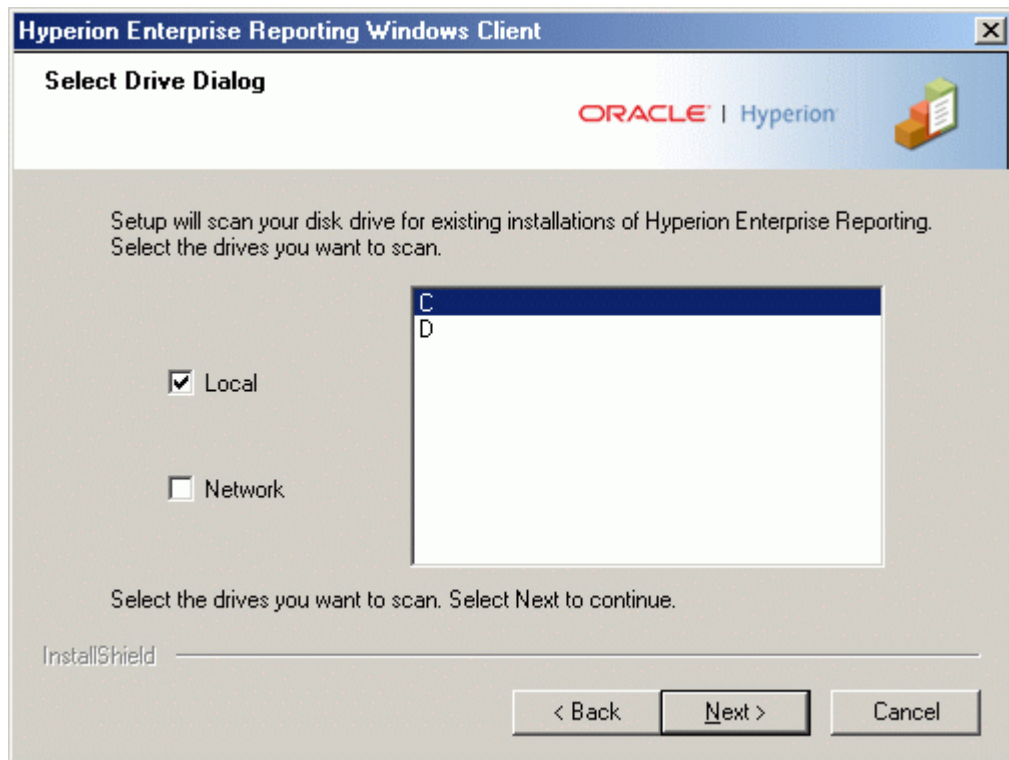 Hyperion Enterprise Reporting Windows Client
Select Drive Dialog
ORACLE | Hyperion
Setup will scan your disk drive for existing installations of Hyperion Enterprise Reporting.
Select the drives you want to scan.
C
D
Local
Network
Select the drives you want to scan. Select Next to continue.
InstallShield
< Back Next > Cancel